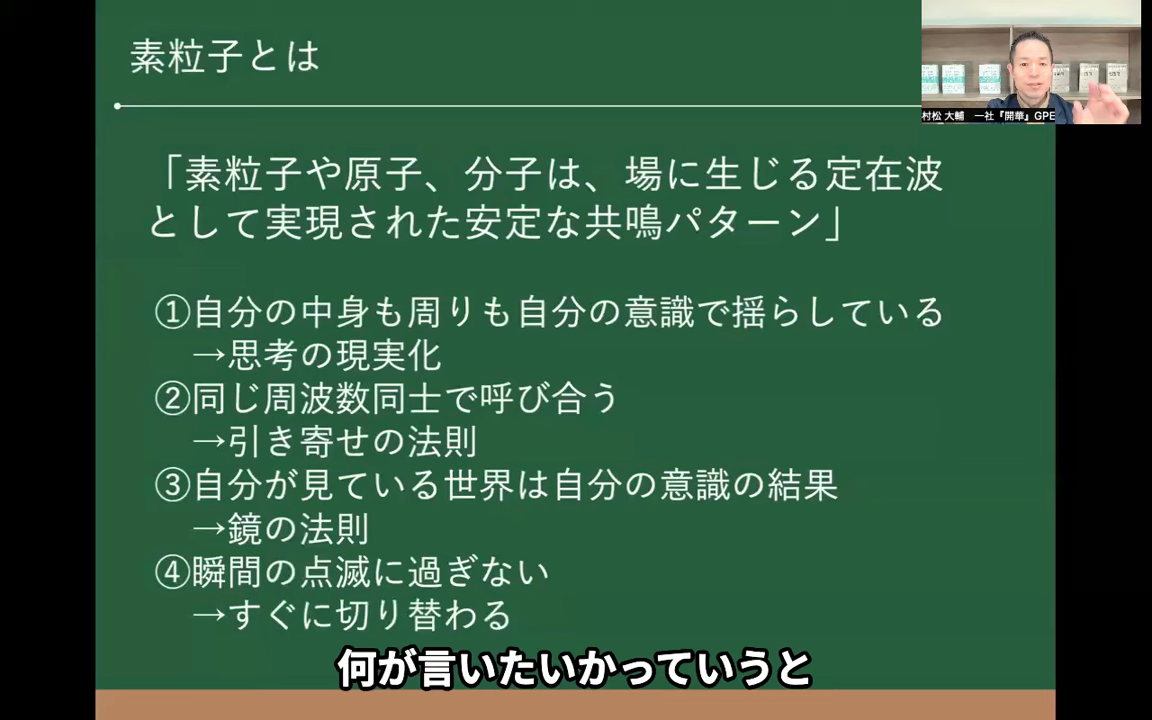 素粒子とは
村松 大輔 一社『開華』GPE
「素粒子や原子、分子は、場に生じる定在波
として実現された安定な共鳴パターン」
①自分の中身も周りも自分の意識で揺らしている
→思考の現実化
②同じ周波数同士で呼び合う
→引き寄せの法則
③自分が見ている世界は自分の意識の結果
→鏡の法則
④瞬間の点滅に過ぎない
→すぐに切り替わる
何が言いたいかっていうと